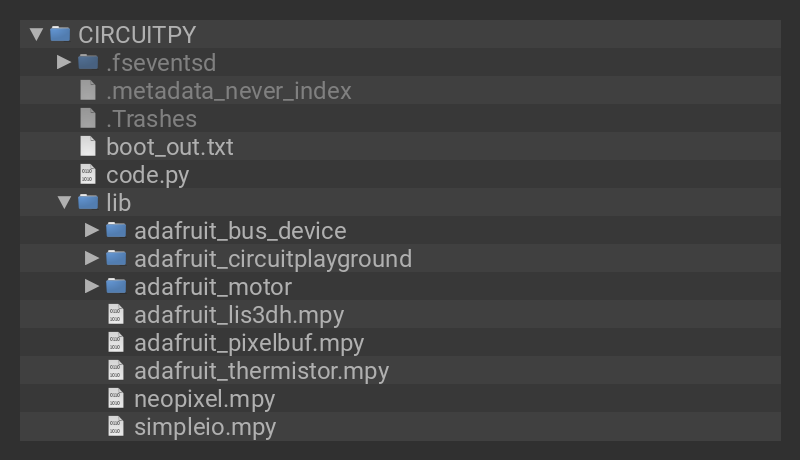 CIRCUITPY
.fseventsd
.metadata_never_index
.Trashes
boot_out.txt
code.py
lib
adafruit_bus_device
adafruit_circuitplayground
adafruit_motor
adafruit_lis3dh.mpy
adafruit_pixelbuf.mpy
adafruit_thermistor.mpy
neopixel.mpy
simpleio.mpy